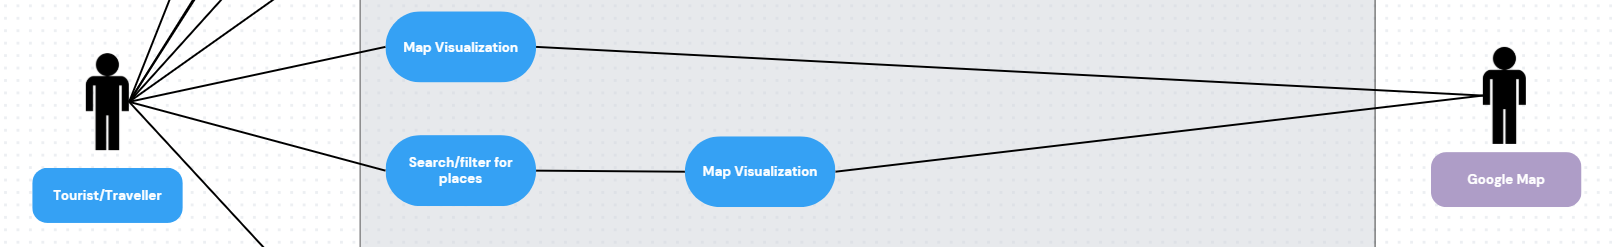 Map Visualization
Search/filter for
places
Map Visualization
Tourist/Traveller
Google Map